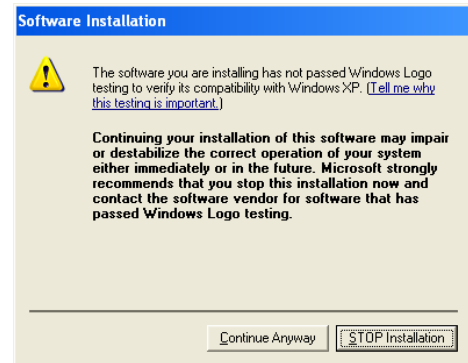 Software Installation
The software you are installing has not passed Windows Logo
testing to verify its compatibility with Windows XP. (Tell me why
this testing is important.)
Continuing your installation of this software may impair
or destabilize the correct operation of your system
either immediately or in the future. Microsoft strongly
recommends that you stop this installation now and
contact the software vendor for software that has
passed Windows Logo testing.
Continue Anyway STOP Installation